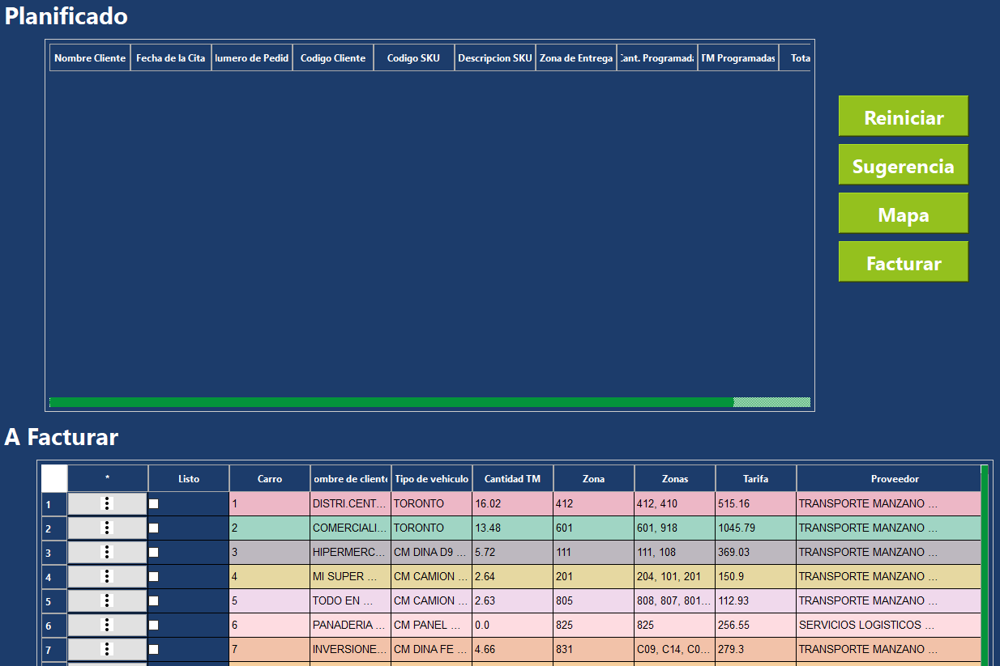 Planificado
Nombre Cliente Fecha de la Cita umero de Pedid Codigo Cliente Codigo SKU Descripcion SKU Zona de Entrega Cant. Programada TM Programadas Tota
Reiniciar
Sugerencia
Mapa
Facturar
A Facturar
* Listo Carro ombre de cliente Tipo de vehiculo Cantidad TM Zona Zonas Tarifa Proveedor
1 1 DISTRI.CENT... TORONTO 16.02 412 412, 410 515.16 TRANSPORTE MANZANO ...
2 2 COMERCIALI... TORONTO 13.48 601 601, 918 1045.79 TRANSPORTE MANZANO ...
3 3 HIPERMERC... CM DINA D9 ... 5.72 111 111, 108 369.03 TRANSPORTE MANZANO ...
4 4 MI SUPER ... CM CAMION ... 2.64 201 204, 101, 201 150.9 TRANSPORTE MANZANO ...
5 5 TODO EN ... CM CAMION ... 2.63 805 808, 807, 801... 112.93 TRANSPORTE MANZANO ...
6 6 PANADERIA ... CM PANEL ... 0.0 825 825 256.55 SERVICIOS LOGISTICOS ...
7 7 INVERSIONE... CM DINA FE ... 4.66 831 C09, C14, C0... 279.3 TRANSPORTE MANZANO ...